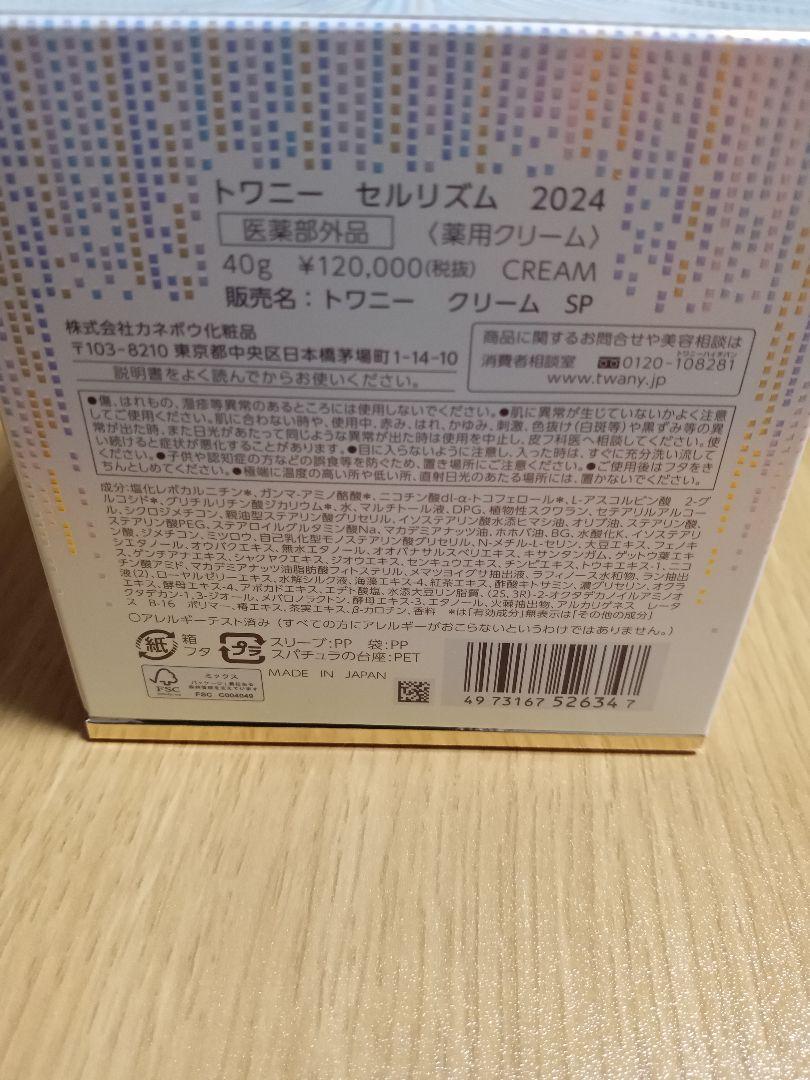 トワニー　セルリズム　2024
医薬部外品　〈薬用クリーム〉
40g　¥120,000(税抜)　CREAM
販売名：トワニー　クリーム　SP
株式会社カネボウ化粧品
〒103-8210 東京都中央区日本橋茅場町1-14-10
説明書をよく読んでからお使いください。
商品に関するお問合せや美容相談は
トワニーハイナパン
消費者相談室　0120-108281
www.twany.jp
●傷、はれもの、湿疹等異常のあるところには使用しないでください。●肌に異常が生じていないかよく注意
してご使用ください。肌に合わない時や、使用中、赤み、はれ、かゆみ、刺激、色抜け(白斑等)や黒ずみ等の異
常が出た時、また日光があたって同じような異常が出た時は使用を中止し、皮フ科医へ相談してください。使
い続けると症状が悪化することがあります。●目に入らないように注意し、入った時は、すぐに充分洗い流して
ください。●子供や認知症の方などの誤食等を防ぐため、置き場所にご注意ください。●ご使用後はフタをき
ちんとしめてください。●極端に温度の高い所や低い所、直射日光のあたる場所には、置かないでください。
成分:塩化レボカルニチン*、ガンマ-アミノ酪酸*、ニコチン酸dl-α-トコフェロール*、L-アスコルビン酸　2-グ
ルコシド*、グリチルリチン酸ジカリウム*、水、マルチトール液、DPG、植物性スクワラン、セテアリルアルコー
ル、シクロジメチコン、親油型ステアリン酸グリセリル、イソステアリン酸水添ヒマシ油、オリブ油、ステアリン酸、
ステアリン酸PEG、ステアロイルグルタミン酸Na、マカデミアナッツ油、ホホバ油、BG、水酸化K、イソステアリ
ン酸、ジメチコン、ミツロウ、自己乳化型モノステアリン酸グリセリル、N-メチル-L-セリン、大豆エキス、フェノキ
シエタノール、オウバクエキス、無水エタノール、オオバナサルスベリエキス、キサンタンガム、ゲットウ葉エキ
ス、ゲンチアナエキス、シャクヤクエキス、ジオウエキス、センキュウエキス、チンピエキス、トウキエキス-1、ニコ
チン酸アミド、マカデミアナッツ油脂肪酸フィトステリル、メマツヨイグサ抽出液、ラフィノース水和物、ラン抽出
液(2)、ローヤルゼリーエキス、水解シルク液、海藻エキス-4、紅茶エキス、酢酸キトサミン、濃グリセリン、オタラ
エキス、酵母エキス-4、アボカドエキス、エデト酸塩、水添大豆リン脂質、(2S, 3R)-2-オクタデカノイルアミノオ
クタデカン-1,3-ジオール、メバロノラクトン、酵母エキス-3、エタノール、火棘抽出物、アルカリゲネス　レータ
ス　B-16　ポリマー、椿エキス、茶実エキス、β-カロチン、香料　*は「有効成分」無表示は「その他の成分」
○アレルギーテスト済み（すべての方にアレルギーがおこらないというわけではありません。）
紙　箱　フタ
プラ　スリーブ:PP　袋:PP
スパチュラの台座:PET
FSC
ミックス
FSC C004049
MADE IN JAPAN
4973167526347